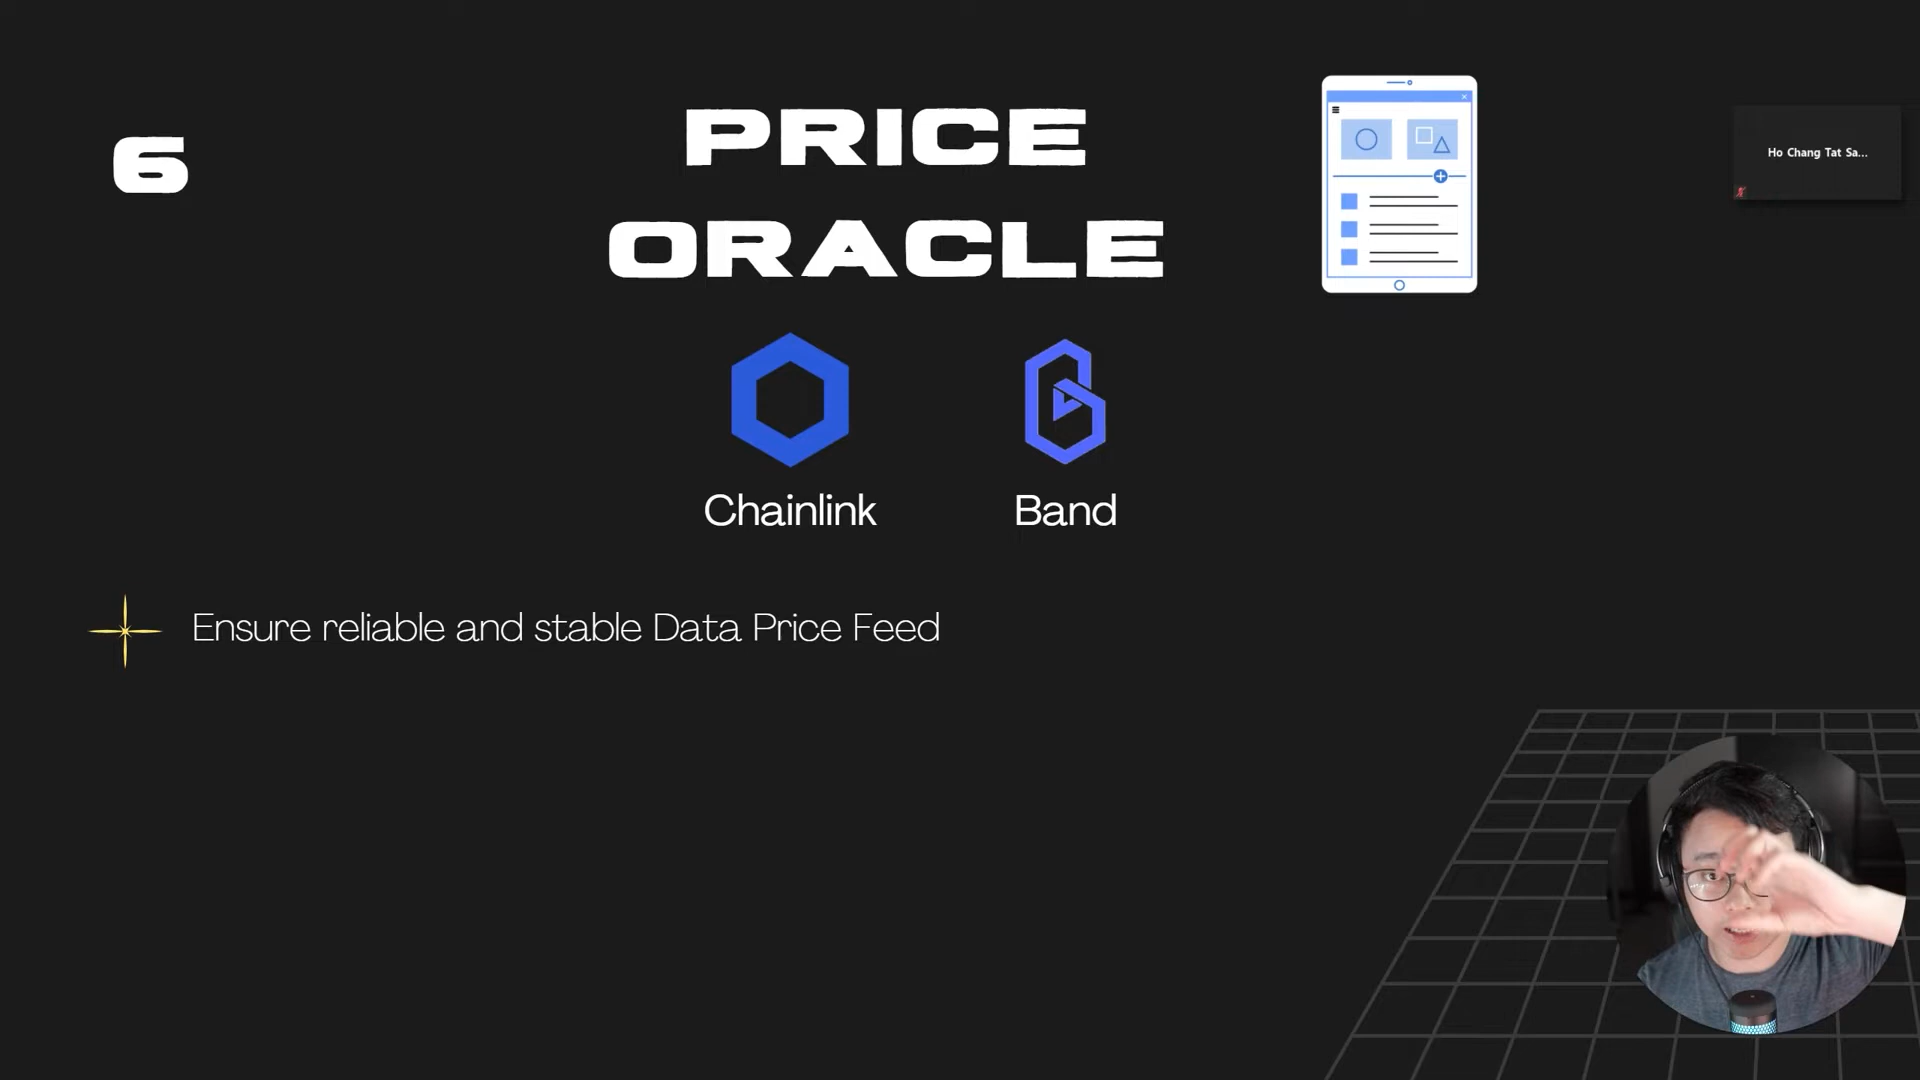 6
PRICE
ORACLE
Ho Chang Tat Sa...
Chainlink
Band
Ensure reliable and stable Data Price Feed